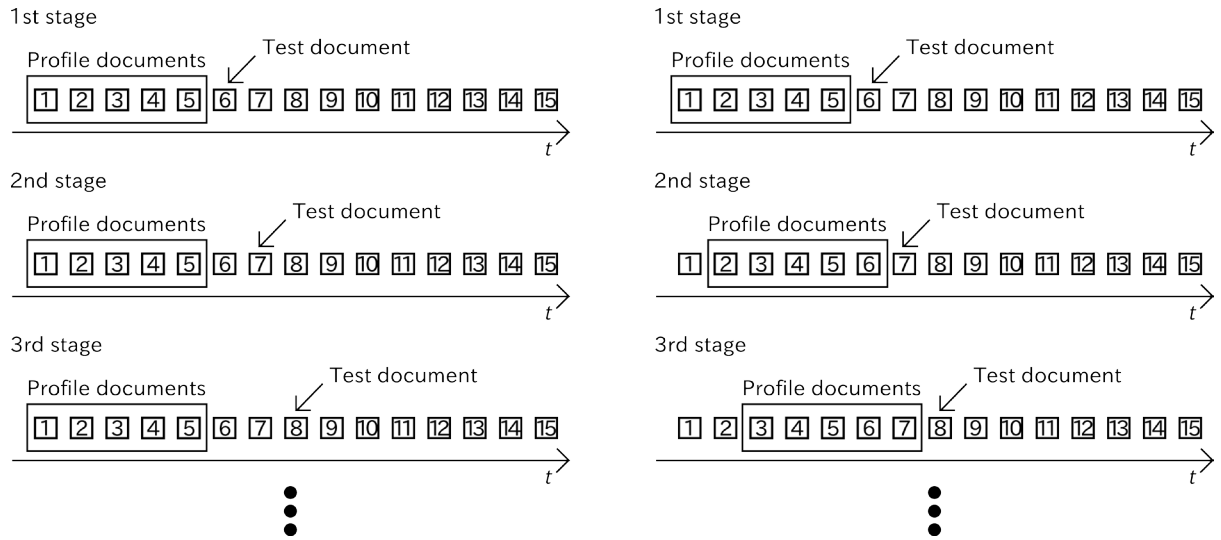 1st stage
Test document
Profile documents
1 2 3 4 5 6 7 8 9 10 11 12 13 14 15
t
2nd stage
Test document
Profile documents
1 2 3 4 5 6 7 8 9 10 11 12 13 14 15
t
3rd stage
Test document
Profile documents
1 2 3 4 5 6 7 8 9 10 11 12 13 14 15
t
1st stage
Test document
Profile documents
1 2 3 4 5 6 7 8 9 10 11 12 13 14 15
t
2nd stage
Test document
Profile documents
1 2 3 4 5 6 7 8 9 10 11 12 13 14 15
t
3rd stage
Test document
Profile documents
1 2 3 4 5 6 7 8 9 10 11 12 13 14 15
t